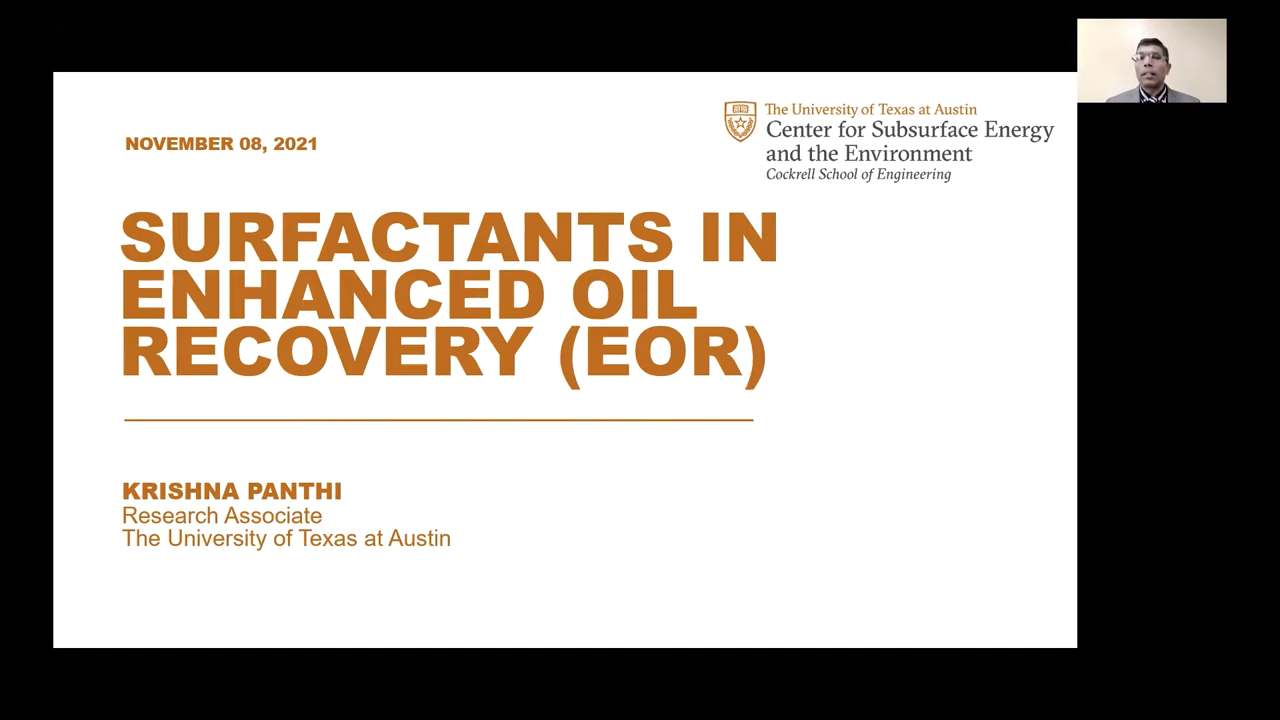 NOVEMBER 08, 2021
The University of Texas at Austin
Center for Subsurface Energy
and the Environment
Cockrell School of Engineering
SURFACTANTS IN
ENHANCED OIL
RECOVERY (EOR)
KRISHNA PANTHI
Research Associate
The University of Texas at Austin